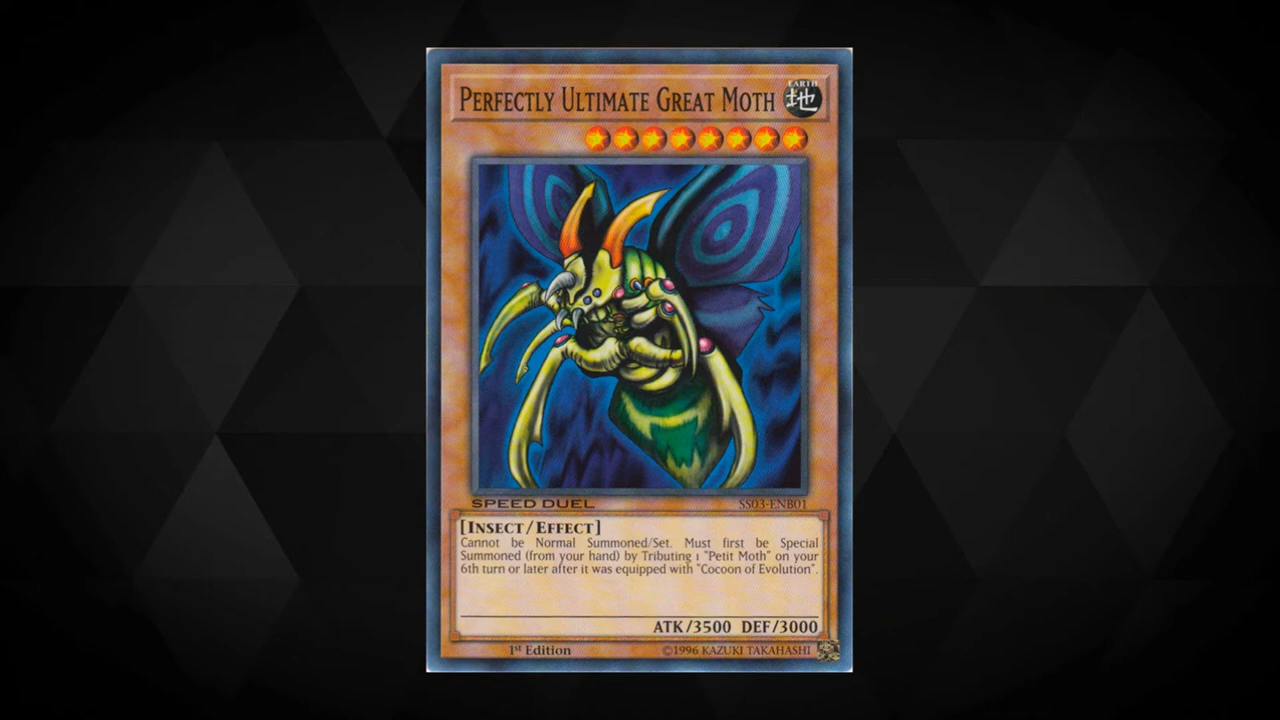 PERFECTLY ULTIMATE GREAT MOTH
EARTH
地
SPEED DUEL
SS03-ENB01
[INSECT/EFFECT]
Cannot be Normal Summoned/Set. Must first be Special
Summoned (from your hand) by Tributing 1 "Petit Moth" on your
6th turn or later after it was equipped with "Cocoon of Evolution".
ATK/3500 DEF/3000
1st Edition
©1996 KAZUKI TAKAHASHI